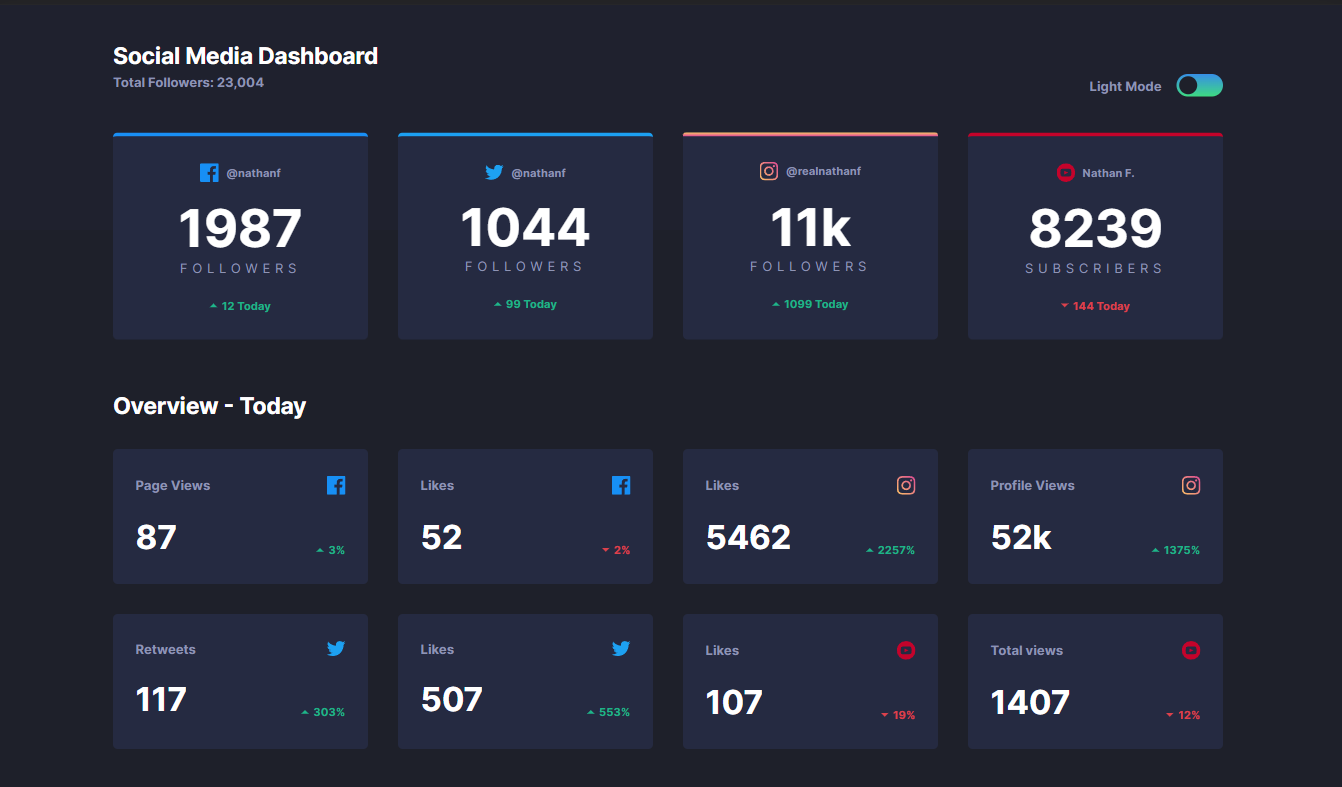 Social Media Dashboard
Total Followers: 23,004
Light Mode
@nathanf
1987
FOLLOWERS
12 Today
@nathanf
1044
FOLLOWERS
99 Today
@realnathanf
11k
FOLLOWERS
1099 Today
Nathan F.
8239
SUBSCRIBERS
144 Today
Overview - Today
Page Views
87
3%
Likes
52
2%
Likes
5462
2257%
Profile Views
52k
1375%
Retweets
117
303%
Likes
507
553%
Likes
107
19%
Total views
1407
12%